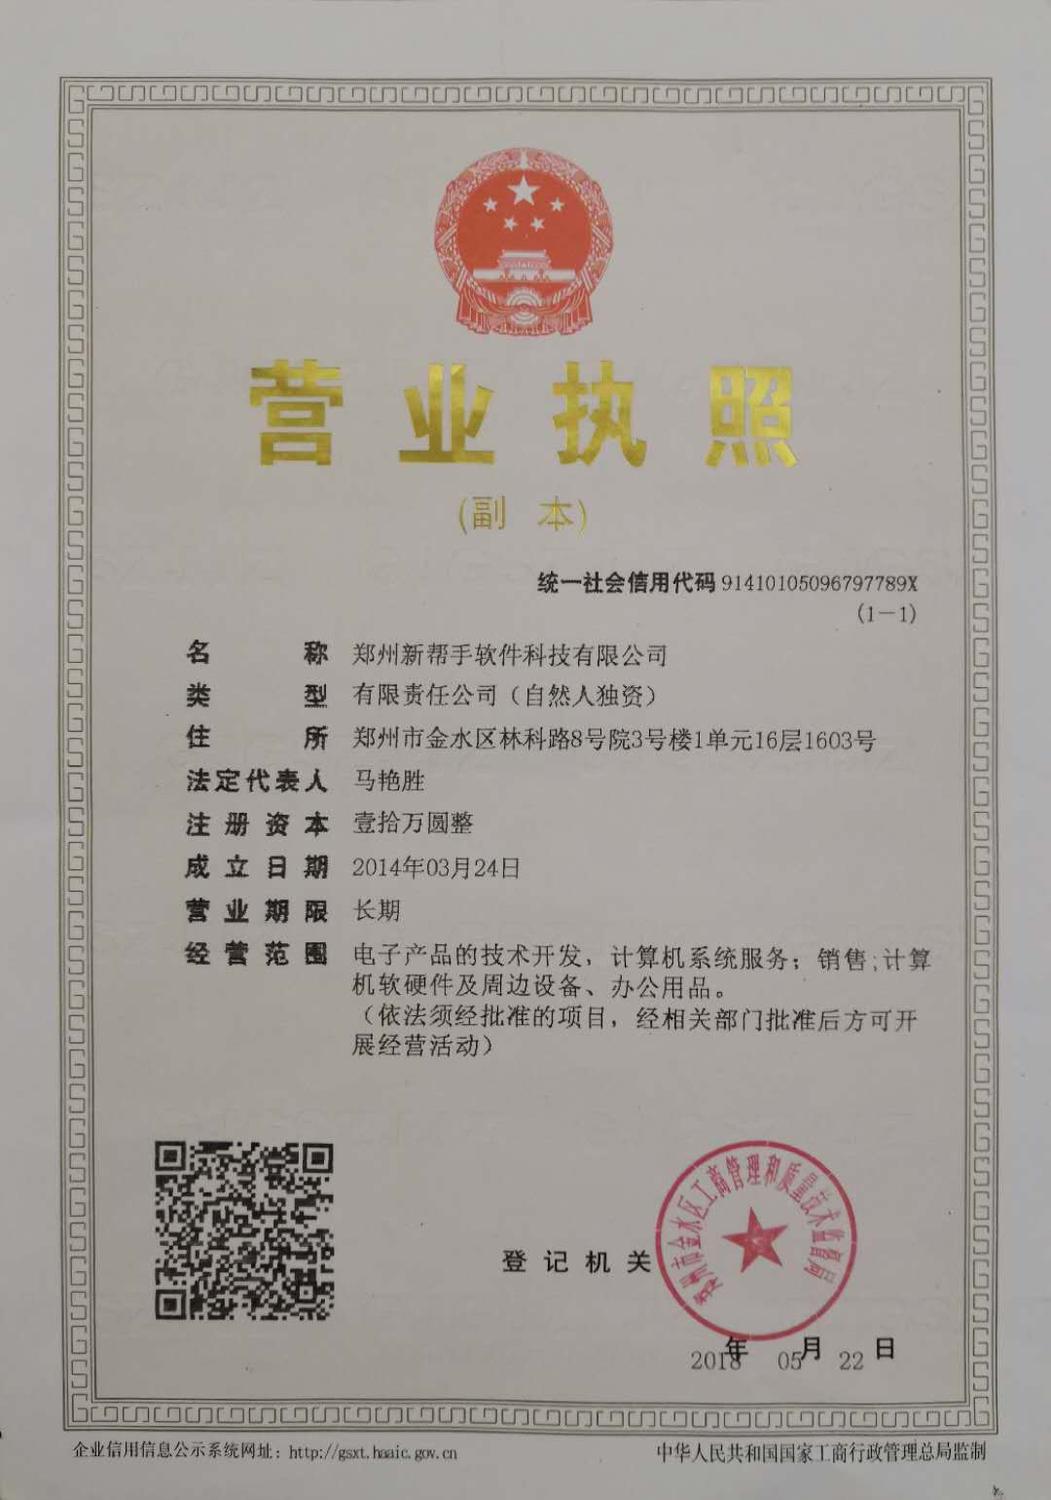 营业执照
(副 本)
统一社会信用代码 91410105096797789X
(1-1)
名 称 郑州新帮手软件科技有限公司
类 型 有限责任公司(自然人独资)
住 所 郑州市金水区林科路8号院3号楼1单元16层1603号
法定代表人 马艳胜
注册资本 壹拾万圆整
成立日期 2014年03月24日
营业期限 长期
经营范围 电子产品的技术开发，计算机系统服务；销售;计算
机软硬件及周边设备、办公用品。
(依法须经批准的项目，经相关部门批准后方可开
展经营活动)
郑州市金水区工商管理和质量技术监督局
登记机关
2018年05月22日
企业信用信息公示系统网址：http://gsxt.haaic.gov.cn
中华人民共和国国家工商行政管理总局监制